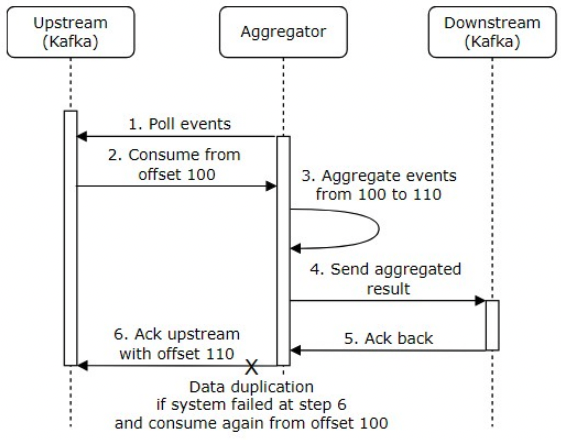 Upstream
(Kafka)
Aggregator
Downstream
(Kafka)
1. Poll events
2. Consume from
offset 100
3. Aggregate events
from 100 to 110
4. Send aggregated
result
5. Ack back
6. Ack upstream
with offset 110
X
Data duplication
if system failed at step 6
and consume again from offset 100